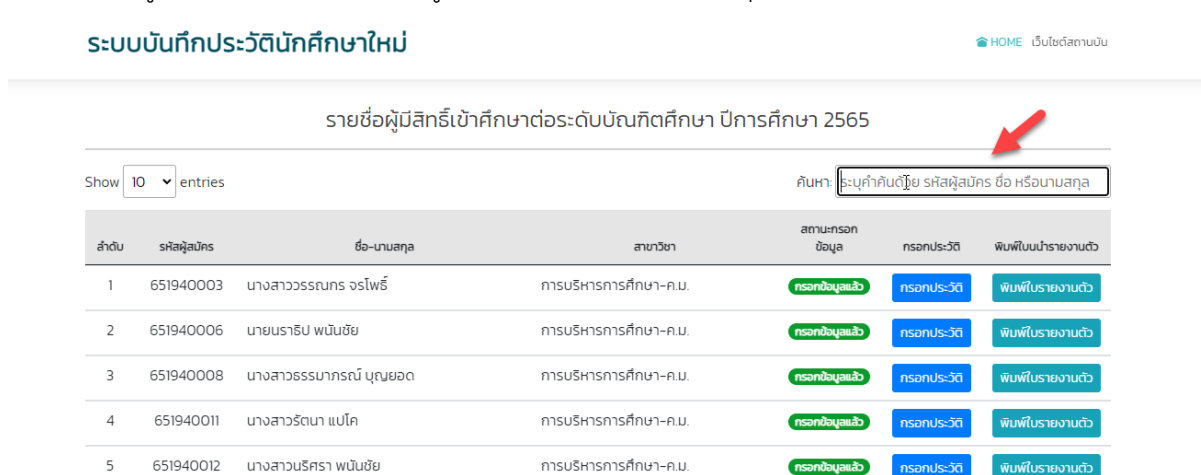 ระบบบันทึกประวัตินักศึกษาใหม่
HOME เว็บไซต์สถาบัน
รายชื่อผู้มีสิทธิ์เข้าศึกษาต่อระดับบัณฑิตศึกษา ปีการศึกษา 2565
Show 10 entries
ค้นหา: ระบุคำค้นด้วย รหัสผู้สมัคร ชื่อ หรือนามสกุล
ลำดับ รหัสผู้สมัคร ชื่อ-นามสกุล สาขาวิชา สถานะกรอกข้อมูล กรอกประวัติ พิมพ์ใบนำรายงานตัว
1 651940003 นางสาววรรณกร จรโพธิ์ การบริหารการศึกษา-ค.ม. กรอกข้อมูลแล้ว กรอกประวัติ พิมพ์ใบรายงานตัว
2 651940006 นายนราธิป พนันชัย การบริหารการศึกษา-ค.ม. กรอกข้อมูลแล้ว กรอกประวัติ พิมพ์ใบรายงานตัว
3 651940008 นางสาวธรรมาภรณ์ บุญยอด การบริหารการศึกษา-ค.ม. กรอกข้อมูลแล้ว กรอกประวัติ พิมพ์ใบรายงานตัว
4 651940011 นางสาวรัตนา แปโค การบริหารการศึกษา-ค.ม. กรอกข้อมูลแล้ว กรอกประวัติ พิมพ์ใบรายงานตัว
5 651940012 นางสาวนริศรา พนันชัย การบริหารการศึกษา-ค.ม. กรอกข้อมูลแล้ว กรอกประวัติ พิมพ์ใบรายงานตัว